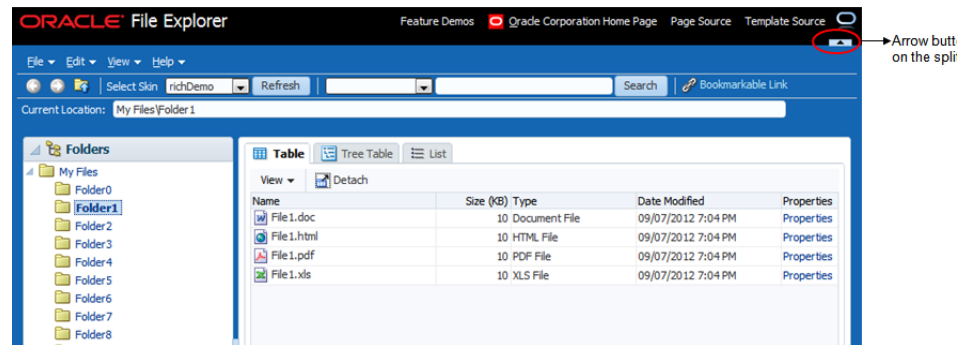 ORACLE File Explorer Feature Demos Oracle Corporation Home Page Page Source Template Source
Arrow butt
on the split
File Edit View Help
Select Skin richDemo Refresh Search Bookmarkable Link
Current Location: My Files\Folder1
Folders
My Files
Folder0
Folder1
Folder2
Folder3
Folder4
Folder5
Folder6
Folder7
Folder8
Table Tree Table List
View Detach
Name Size (KB) Type Date Modified Properties
File1.doc 10 Document File 09/07/2012 7:04 PM Properties
File1.html 10 HTML File 09/07/2012 7:04 PM Properties
File1.pdf 10 PDF File 09/07/2012 7:04 PM Properties
File1.xls 10 XLS File 09/07/2012 7:04 PM Properties